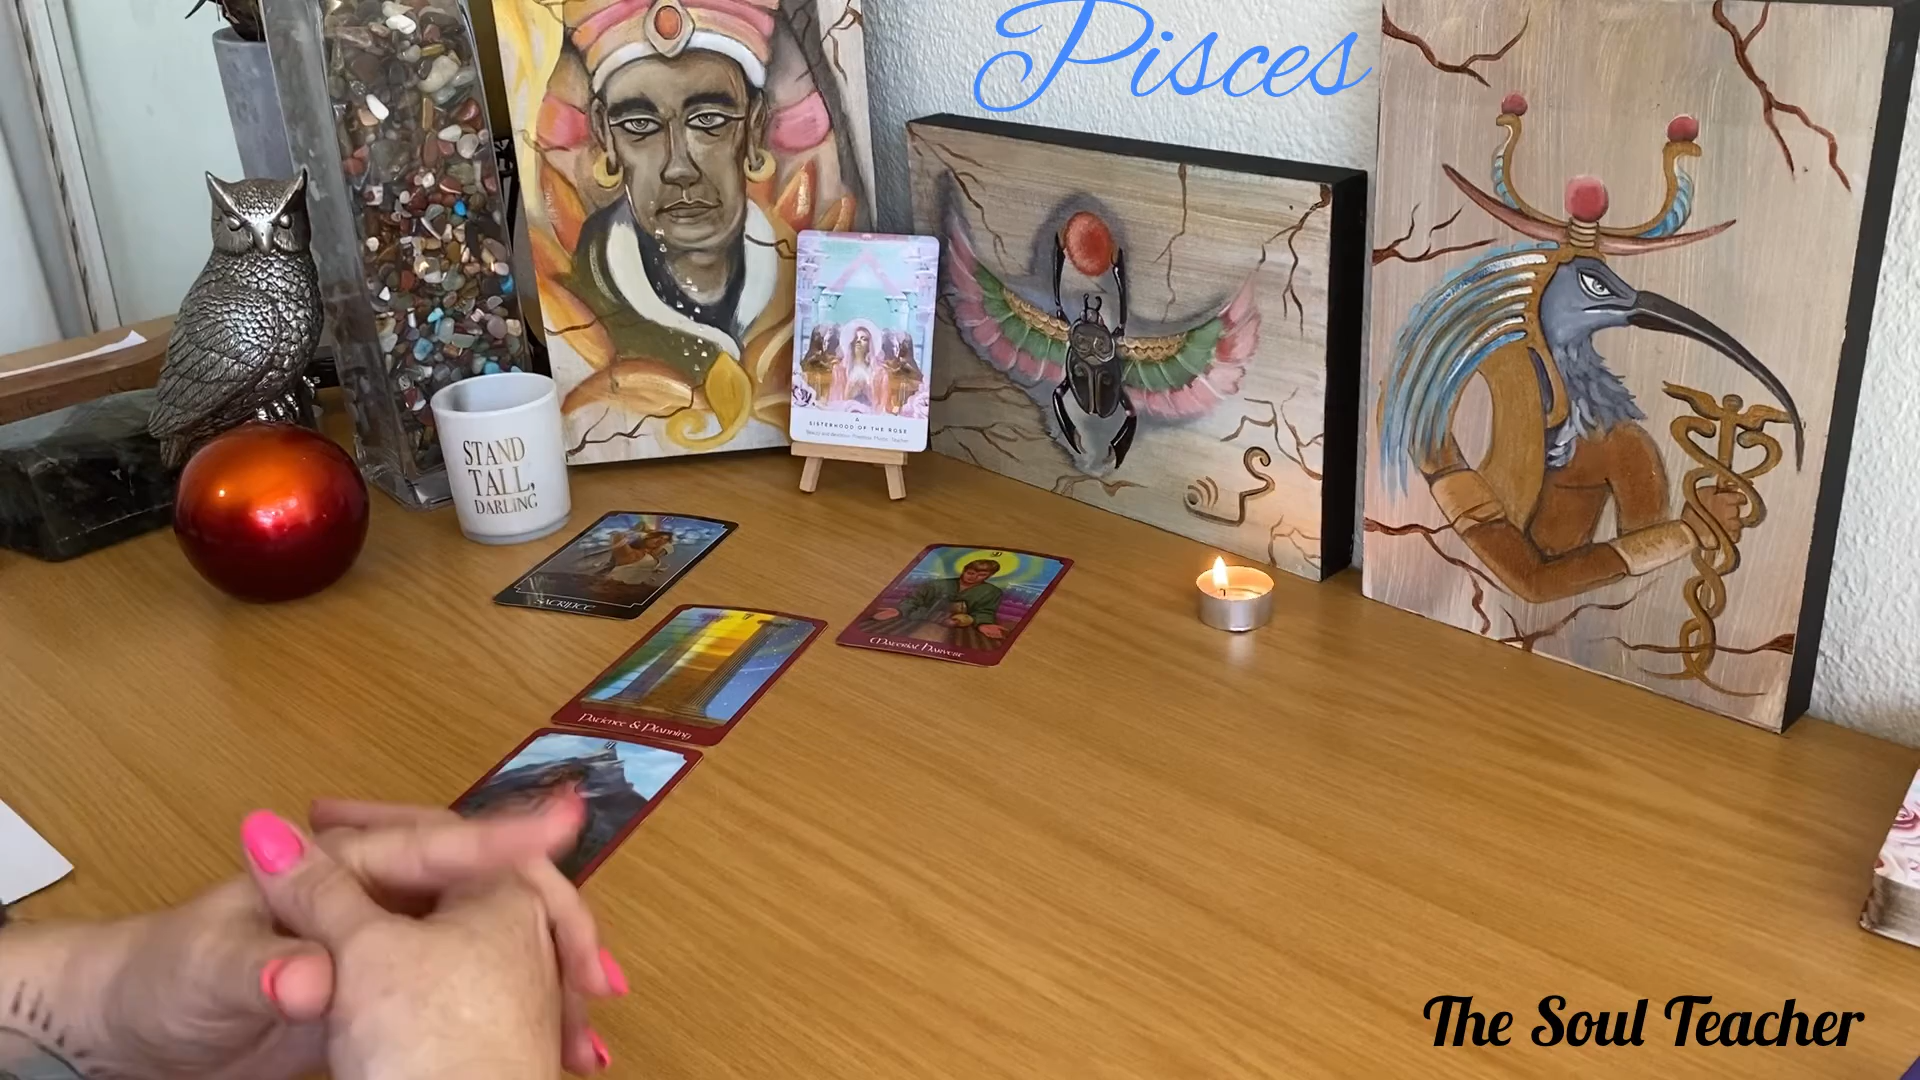 Pisces
STAND
TALL,
DARLING
A
SISTERHOOD OF THE ROSE
SACRIFICE
Material Harvest
Patience & Planning
The Soul Teacher